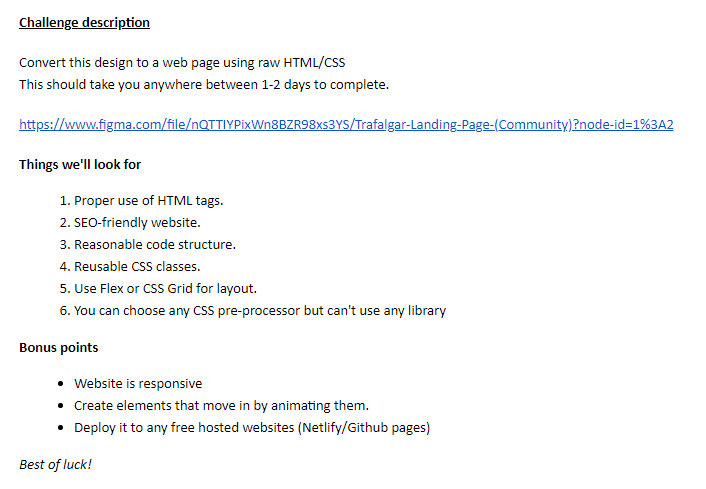 Challenge description
Convert this design to a web page using raw HTML/CSS
This should take you anywhere between 1-2 days to complete.
https://www.figma.com/file/nQTTIYPixWn8BZR98xs3YS/Trafalgar-Landing-Page-(Community)?node-id=1%3A2
Things we'll look for
1. Proper use of HTML tags.
2. SEO-friendly website.
3. Reasonable code structure.
4. Reusable CSS classes.
5. Use Flex or CSS Grid for layout.
6. You can choose any CSS pre-processor but can't use any library
Bonus points
• Website is responsive
• Create elements that move in by animating them.
• Deploy it to any free hosted websites (Netlify/Github pages)
Best of luck!